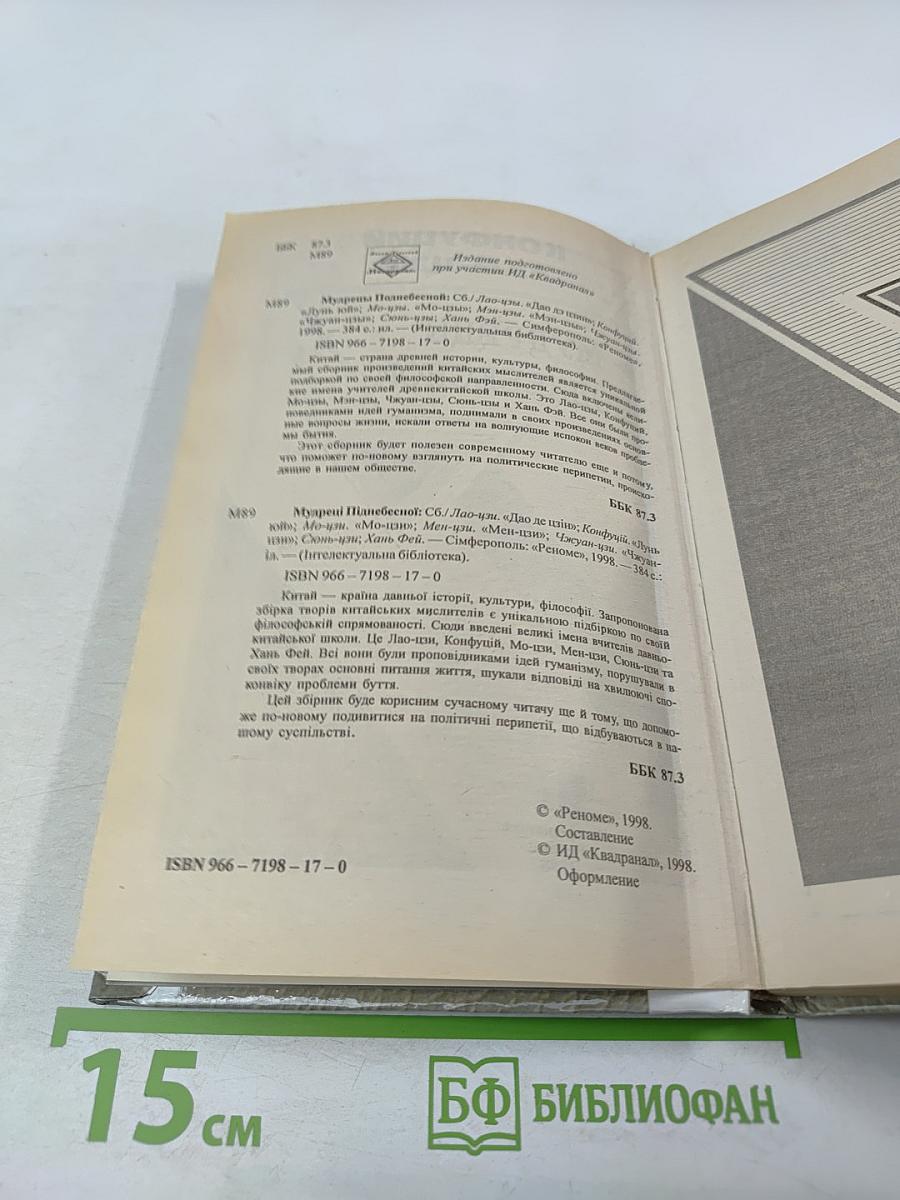 ББК 87.3
М89
Издание подготовлено
при участии ИД «Квадранал»
М89 Мудрецы Поднебесной: Сб./ Лао-цзы. «Дао дэ цзин»; Конфуций.
«Лунь юй»; Мо-цзы. «Мо-цзы»; Мэн-цзы. «Мэн-цзы»; Чжуан-цзы.
«Чжуан-цзы»; Сюнь-цзы; Хань Фэй. — Симферополь: «Реноме»,
1998. — 384 с.: ил. — (Интеллектуальная библиотека).
ISBN 966 – 7198 – 17 – 0
Китай — страна древней истории, культуры, философии. Предлагае-
мый сборник произведений китайских мыслителей является уникальной
подборкой по своей философской направленности. Сюда включены вели-
кие имена учителей древнекитайской школы. Это Лао-цзы, Конфуций,
Мо-цзы, Мэн-цзы, Чжуан-цзы, Сюнь-цзы и Хань Фэй. Все они были про-
поведниками идей гуманизма, поднимали в своих произведениях основ-
ные вопросы жизни, искали ответы на волнующие испокон веков пробле-
мы бытия.
Этот сборник будет полезен современному читателю еще и потому,
что поможет по-новому взглянуть на политические перипетии, происхо-
дящие в нашем обществе.
ББК 87.3
М89 Мудреці Піднебесної: Сб./ Лао-цзи. «Дао де цзін»; Конфуцій. «Лунь
юй»; Мо-цзи. «Мо-цзи»; Мен-цзи. «Мен-цзи»; Чжуан-цзи. «Чжуан-
цзи»; Сюнь-цзи; Хань Фей. — Сімферополь: «Реноме», 1998. — 384 с.:
іл. — (Інтелектуальна бібліотека).
ISBN 966 – 7198 – 17 – 0
Китай — країна давньої історії, культури, філософії. Запропонована
збірка творів китайських мислителів є унікальною підбіркою по своїй
філософській спрямованості. Сюди введені великі імена вчителів давньо-
китайської школи. Це Лао-цзи, Конфуцій, Мо-цзи, Мен-цзи, Сюнь-цзи та
Хань Фей. Всі вони були проповідниками ідей гуманізму, порушували в
своїх творах основні питання життя, шукали відповіді на хвилюючі спо-
конвіку проблеми буття.
Цей збірник буде корисним сучасному читачу ще й тому, що допомо-
же по-новому подивитися на політичні перипетії, що відбуваються в на-
шому суспільстві.
ББК 87.3
© «Реноме», 1998.
Составление
© ИД «Квадранал», 1998.
Оформление
ISBN 966 – 7198 – 17 – 0
15 см
БФ БИБЛИОФАН